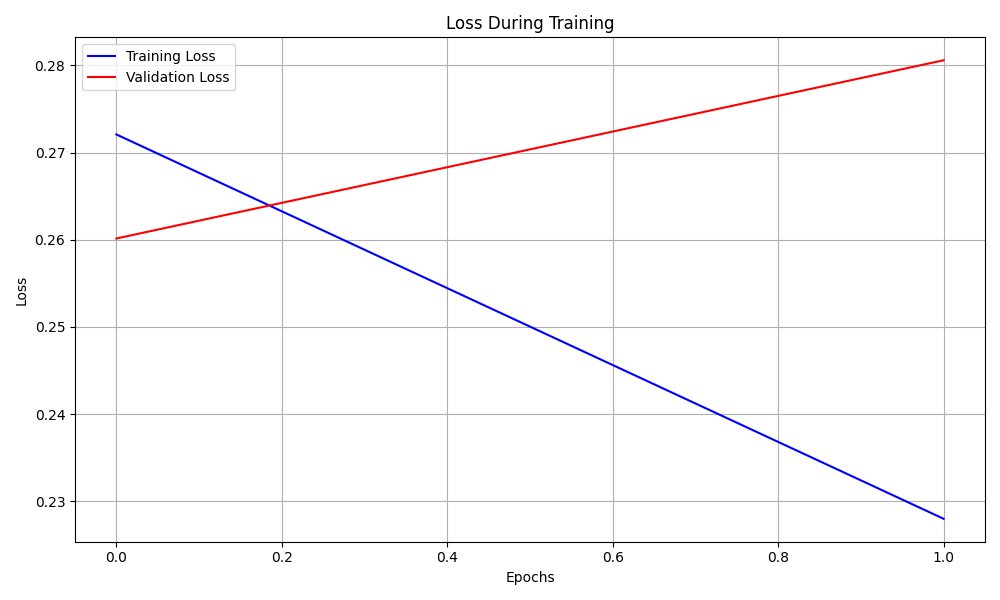 Loss During Training
Training Loss
Validation Loss
0.28
0.27
0.26
0.25
0.24
0.23
Loss
0.0 0.2 0.4 0.6 0.8 1.0
Epochs